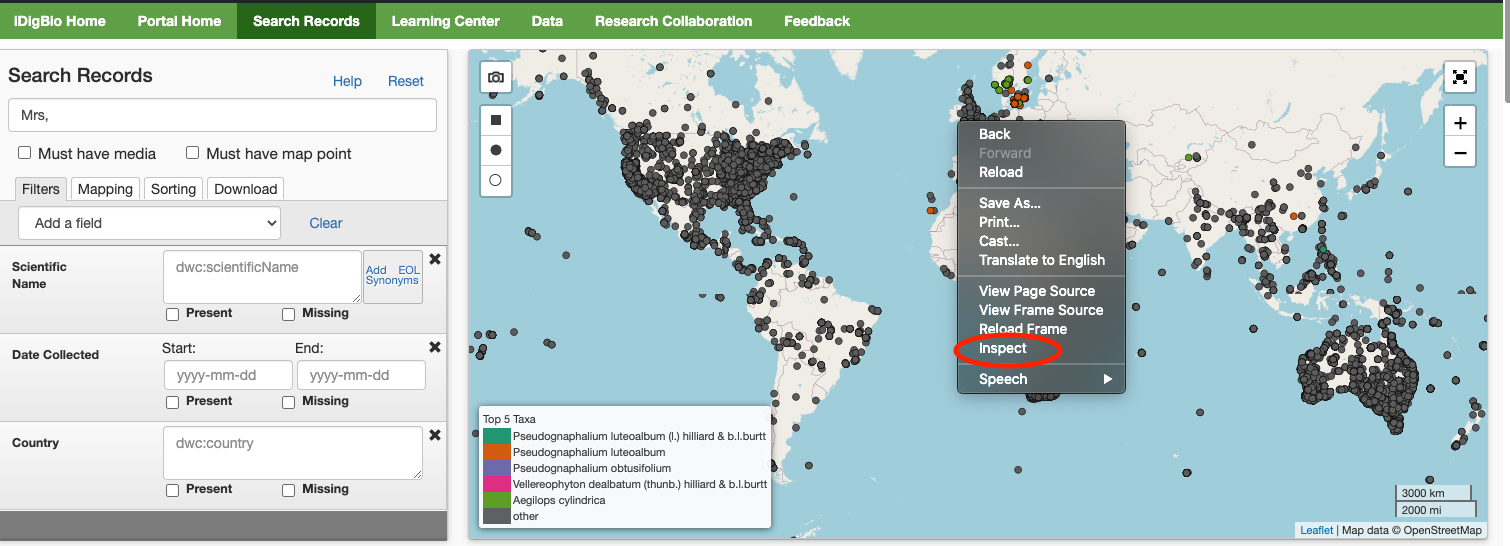 iDigBio Home Portal Home Search Records Learning Center Data Research Collaboration Feedback
Search Records Help Reset
Mrs,
Must have media Must have map point
Filters Mapping Sorting Download
Add a field Clear
Scientific Name
dwc:scientificName
Add EOL
Synonyms
Present Missing
Date Collected
Start: End:
yyyy-mm-dd yyyy-mm-dd
Present Missing
Country
dwc:country
Present Missing
+
−
Back
Forward
Reload
Save As...
Print...
Cast...
Translate to English
View Page Source
View Frame Source
Reload Frame
Inspect
Speech
Top 5 Taxa
Pseudognaphalium luteoalbum (l.) hilliard & b.l.burtt
Pseudognaphalium luteoalbum
Pseudognaphalium obtusifolium
Vellereophyton dealbatum (thunb.) hilliard & b.l.burtt
Aegilops cylindrica
other
3000 km
2000 mi
Leaflet | Map data © OpenStreetMap